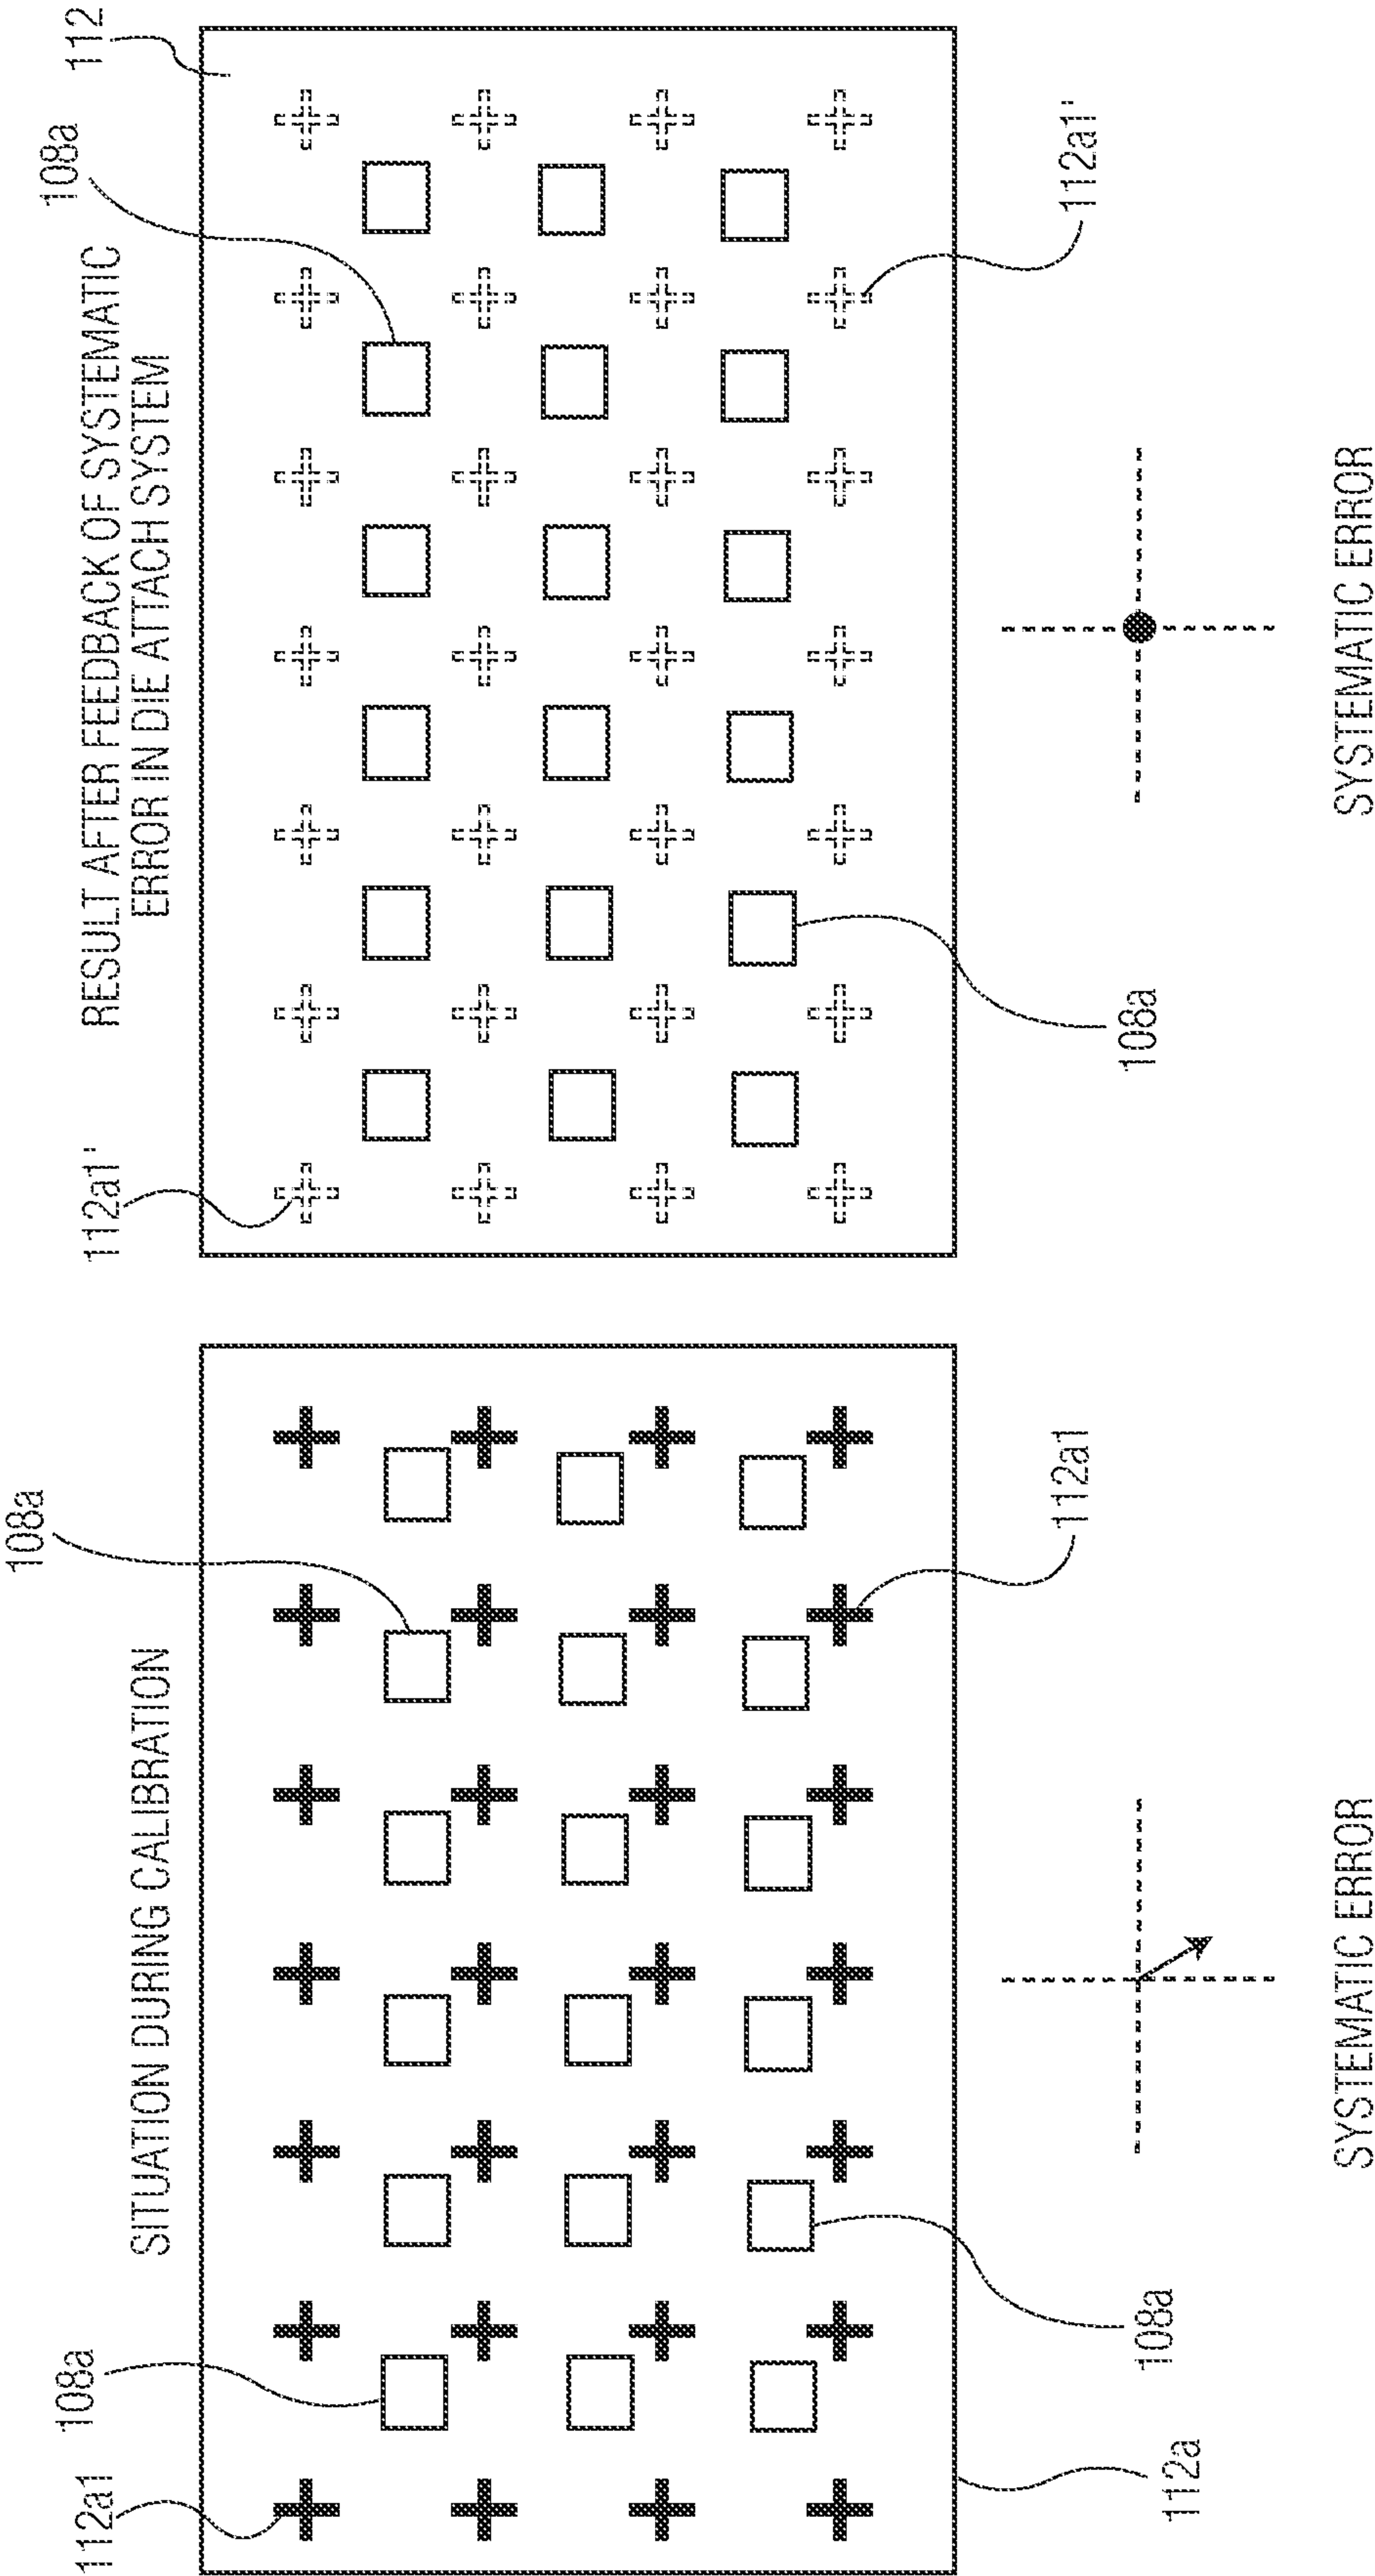 SITUATION DURING CALIBRATION
112a1
108a
108a
112a
108a
112a1
SYSTEMATIC ERROR
RESULT AFTER FEEDBACK OF SYSTEMATIC
ERROR IN DIE ATTACH SYSTEM
112a1'
108a
112
108a
112a1'
SYSTEMATIC ERROR